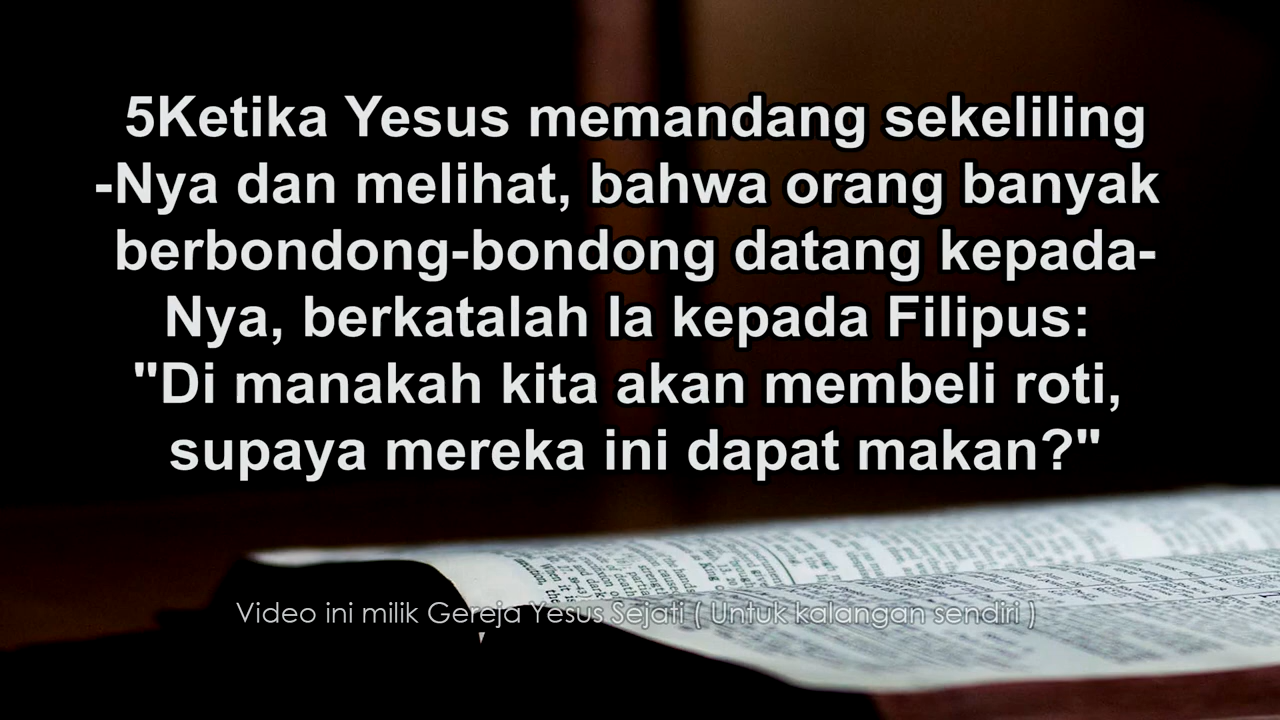 5Ketika Yesus memandang sekeliling
-Nya dan melihat, bahwa orang banyak
berbondong-bondong datang kepada-
Nya, berkatalah Ia kepada Filipus:
"Di manakah kita akan membeli roti,
supaya mereka ini dapat makan?"
Video ini milik Gereja Yesus Sejati ( Untuk kalangan sendiri )